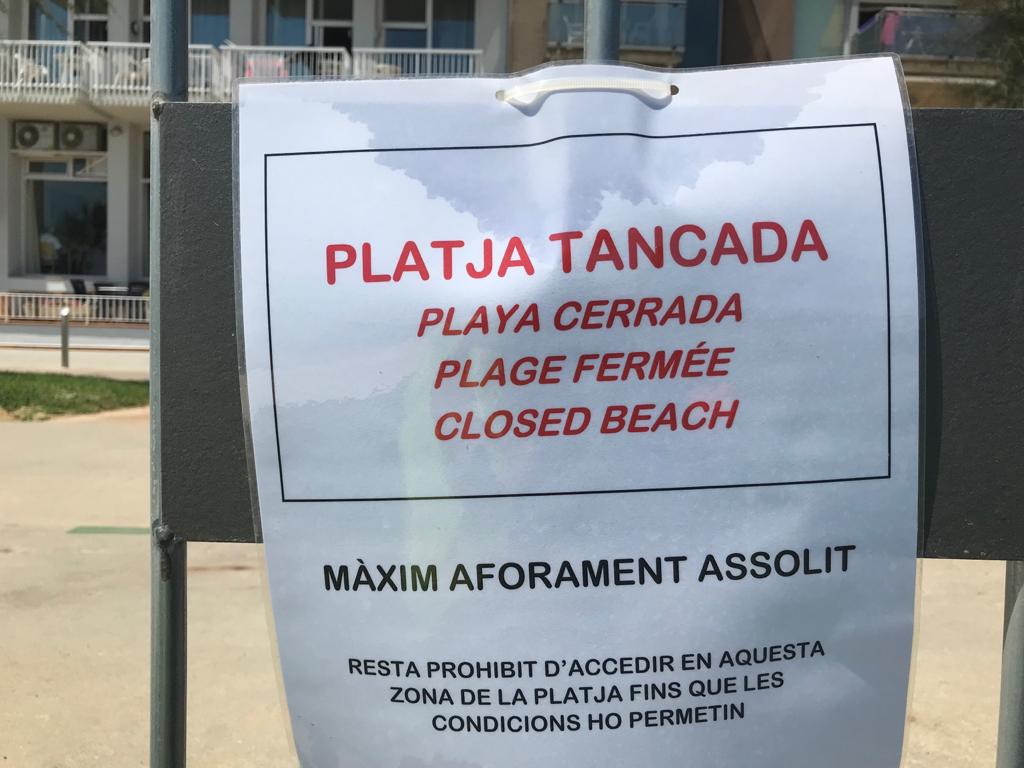 PLATJA TANCADA
PLAYA CERRADA
PLAGE FERMÉE
CLOSED BEACH
MÀXIM AFORAMENT ASSOLIT
RESTA PROHIBIT D'ACCEDIR EN AQUESTA
ZONA DE LA PLATJA FINS QUE LES
CONDICIONS HO PERMETIN